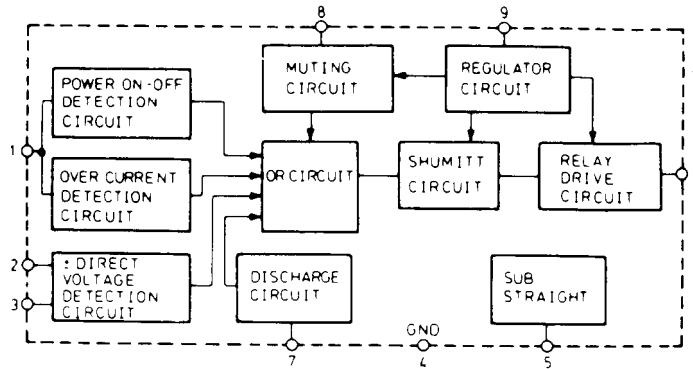 8
9
POWER ON-OFF
DETECTION
CIRCUIT
MUTING
CIRCUIT
REGULATOR
CIRCUIT
1
OVER CURRENT
DETECTION
CIRCUIT
OR CIRCUIT
SHUMITT
CIRCUIT
RELAY
DRIVE
CIRCUIT
2
3
± DIRECT
VOLTAGE
DETECTION
CIRCUIT
DISCHARGE
CIRCUIT
SUB
STRAIGHT
GND
7
4
5